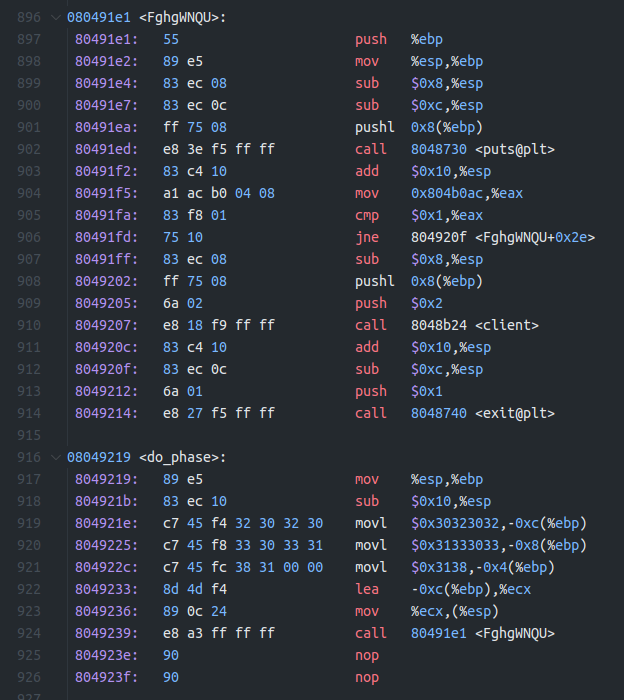 896 080491e1 <FghgWNQU>:
897 80491e1: 55 push %ebp
898 80491e2: 89 e5 mov %esp,%ebp
899 80491e4: 83 ec 08 sub $0x8,%esp
900 80491e7: 83 ec 0c sub $0xc,%esp
901 80491ea: ff 75 08 pushl 0x8(%ebp)
902 80491ed: e8 3e f5 ff ff call 8048730 <puts@plt>
903 80491f2: 83 c4 10 add $0x10,%esp
904 80491f5: a1 ac b0 04 08 mov 0x804b0ac,%eax
905 80491fa: 83 f8 01 cmp $0x1,%eax
906 80491fd: 75 10 jne 804920f <FghgWNQU+0x2e>
907 80491ff: 83 ec 08 sub $0x8,%esp
908 8049202: ff 75 08 pushl 0x8(%ebp)
909 8049205: 6a 02 push $0x2
910 8049207: e8 18 f9 ff ff call 8048b24 <client>
911 804920c: 83 c4 10 add $0x10,%esp
912 804920f: 83 ec 0c sub $0xc,%esp
913 8049212: 6a 01 push $0x1
914 8049214: e8 27 f5 ff ff call 8048740 <exit@plt>
915
916 08049219 <do_phase>:
917 8049219: 89 e5 mov %esp,%ebp
918 804921b: 83 ec 10 sub $0x10,%esp
919 804921e: c7 45 f4 32 30 32 30 movl $0x30323032,-0xc(%ebp)
920 8049225: c7 45 f8 33 30 33 31 movl $0x31333033,-0x8(%ebp)
921 804922c: c7 45 fc 38 31 00 00 movl $0x3138,-0x4(%ebp)
922 8049233: 8d 4d f4 lea -0xc(%ebp),%ecx
923 8049236: 89 0c 24 mov %ecx,(%esp)
924 8049239: e8 a3 ff ff ff call 80491e1 <FghgWNQU>
925 804923e: 90 nop
926 804923f: 90 nop
927